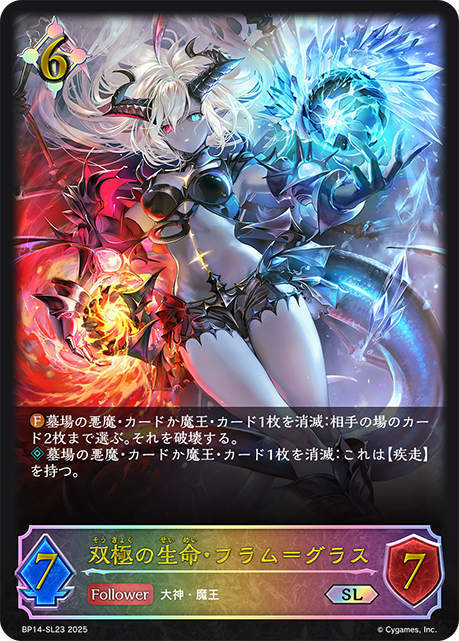 6
Ⓕ墓場の悪魔・カードか魔王・カード1枚を消滅：相手の場のカー
ド2枚まで選ぶ。それを破壊する。
墓場の悪魔・カードか魔王・カード1枚を消滅：これは【疾走】
を持つ。
そうきょく せいめい
双極の生命・フラム＝グラス
7
Follower 大神・魔王
SL
7
BP14-SL23 2025
© Cygames, Inc.